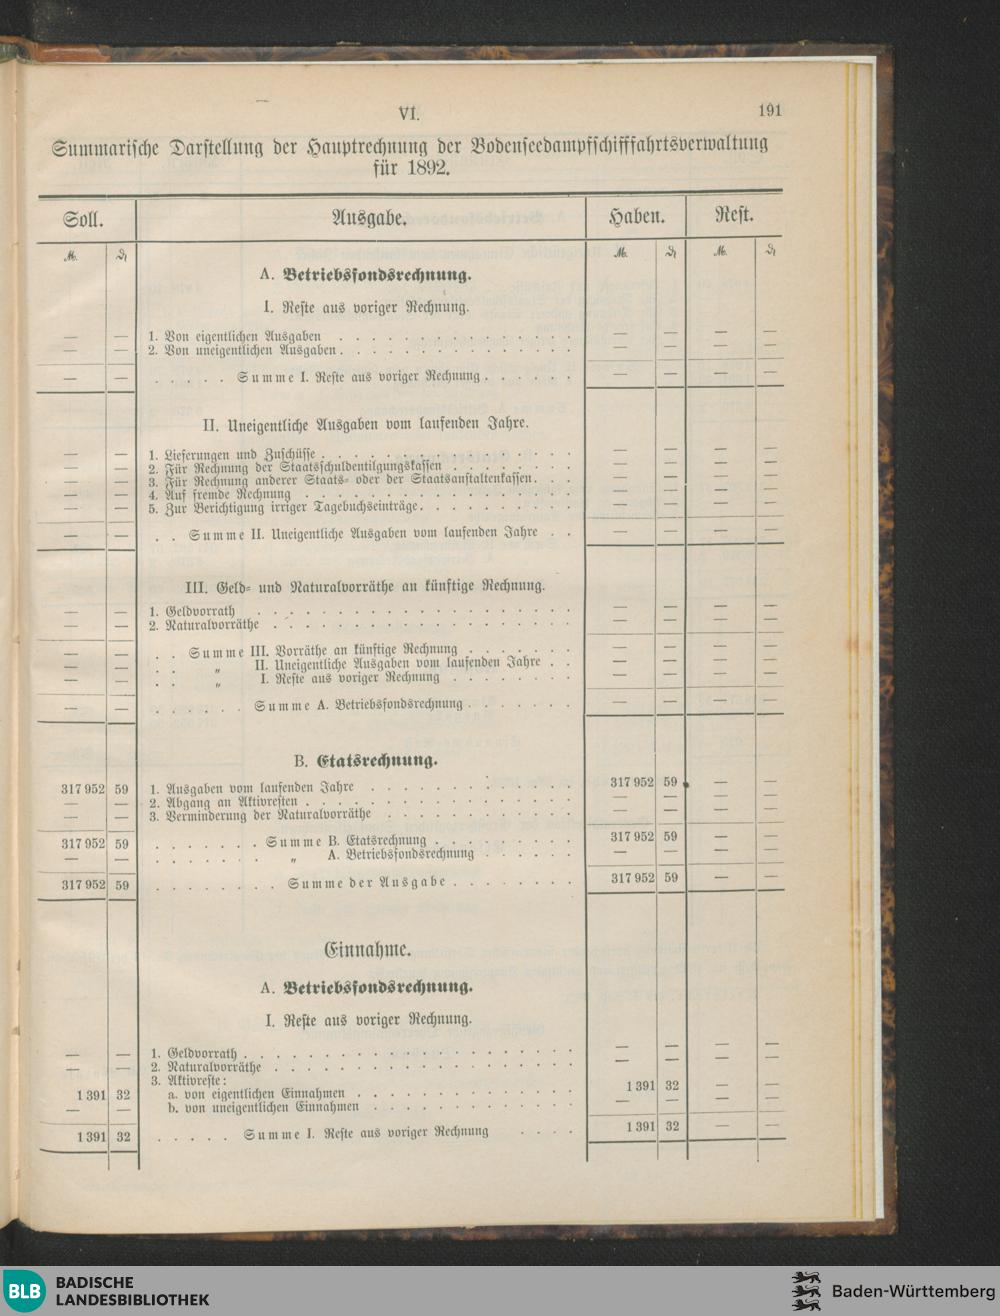 VI.
191
Summarische Darstellung der Hauptrechnung der Bodenseedampfschifffahrtsverwaltung
für 1892.
Soll. Ausgabe. Haben. Rest.
M. ₰ M. ₰ M. ₰
A. Betriebsfondsrechnung.
I. Reste aus voriger Rechnung.
— — 1. Von eigentlichen Ausgaben . . . . . . . . . . . . . . . — — — —
— — 2. Von uneigentlichen Ausgaben . . . . . . . . . . . . . . — — — —
— — . . . . . Summe I. Reste aus voriger Rechnung . . . . . . — — — —
II. Uneigentliche Ausgaben vom laufenden Jahre.
— — 1. Lieferungen und Zuschüsse . . . . . . . . . . . . . . . — — — —
— — 2. Für Rechnung der Staatsschuldentilgungskassen . . . . . . . . — — — —
— — 3. Für Rechnung anderer Staats- oder der Staatsanstaltenkassen . . . — — — —
— — 4. Auf fremde Rechnung . . . . . . . . . . . . . . . . . — — — —
— — 5. Zur Berichtigung irriger Tagebuchseinträge . . . . . . . . . . — — — —
— — . . Summe II. Uneigentliche Ausgaben vom laufenden Jahre . . — — — —
III. Geld- und Naturalvorräthe an künftige Rechnung.
— — 1. Geldvorrath . . . . . . . . . . . . . . . . . . . — — — —
— — 2. Naturalvorräthe . . . . . . . . . . . . . . . . . . — — — —
— — . . Summe III. Vorräthe an künftige Rechnung . . . . . . . — — — —
— — . . „ II. Uneigentliche Ausgaben vom laufenden Jahre . . — — — —
— — . . „ I. Reste aus voriger Rechnung . . . . . . . . — — — —
— — . . . . . . Summe A. Betriebsfondsrechnung . . . . . . . — — — —
B. Etatsrechnung.
317 952 59 1. Ausgaben vom laufenden Jahre . . . . . . . . . . . . . 317 952 59 — —
— — 2. Abgang an Aktivresten . . . . . . . . . . . . . . . . — — — —
— — 3. Verminderung der Naturalvorräthe . . . . . . . . . . . . — — — —
317 952 59 . . . . . . . Summe B. Etatsrechnung . . . . . . . . . 317 952 59 — —
— — . . . . . . . „ A. Betriebsfondsrechnung . . . . . . — — — —
317 952 59 . . . . . . . . Summe der Ausgabe . . . . . . . . 317 952 59 — —
Einnahme.
A. Betriebsfondsrechnung.
I. Reste aus voriger Rechnung.
— — 1. Geldvorrath . . . . . . . . . . . . . . . . . . . . — — — —
— — 2. Naturalvorräthe . . . . . . . . . . . . . . . . . . — — — —
3. Aktivreste:
1 391 32 a. von eigentlichen Einnahmen . . . . . . . . . . . . . . 1 391 32 — —
— — b. von uneigentlichen Einnahmen . . . . . . . . . . . . . — — — —
1 391 32 . . . . . Summe I. Reste aus voriger Rechnung . . . . 1 391 32 — —
BLB BADISCHE
LANDESBIBLIOTHEK
Baden-Württemberg